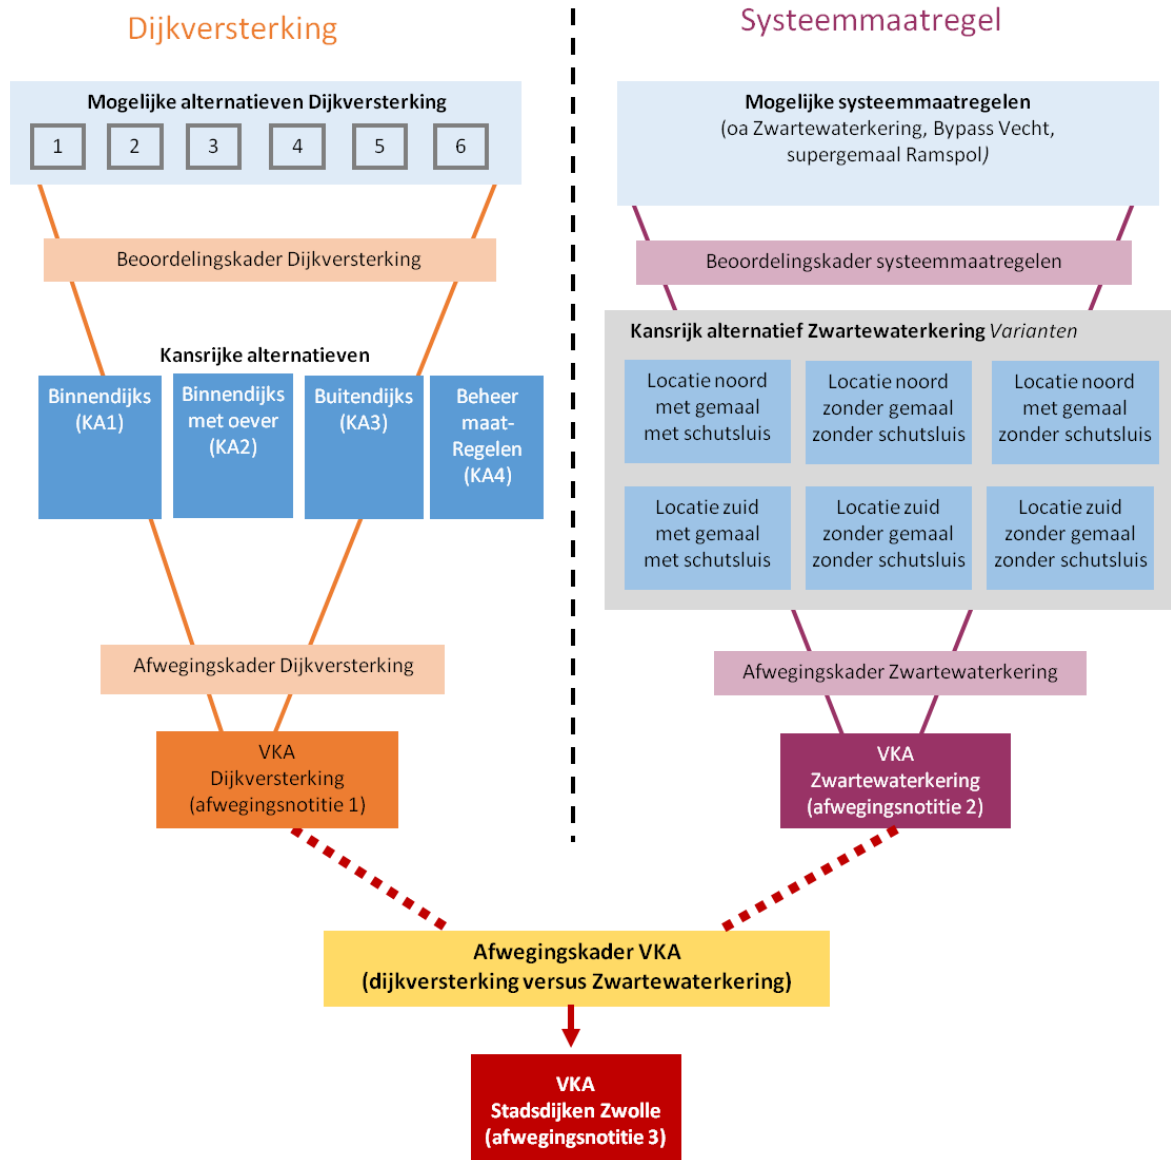 Dijkversterking
Mogelijke alternatieven Dijkversterking
1 2 3 4 5 6
Beoordelingskader Dijkversterking
Kansrijke alternatieven
Binnendijks
(KA1)
Binnendijks
met oever
(KA2)
Buitendijks
(KA3)
Beheer
maat-
Regelen
(KA4)
Afwegingskader Dijkversterking
VKA
Dijkversterking
(afwegingsnotitie 1)
Systeemmaatregel
Mogelijke systeemmaatregelen
(oa Zwartewaterkering, Bypass Vecht,
supergemaal Ramspol)
Beoordelingskader systeemmaatregelen
Kansrijk alternatief Zwartewaterkering Varianten
Locatie noord
met gemaal
met schutsluis
Locatie noord
zonder gemaal
zonder schutsluis
Locatie noord
met gemaal
zonder schutsluis
Locatie zuid
met gemaal
met schutsluis
Locatie zuid
zonder gemaal
zonder schutsluis
Locatie zuid
zonder gemaal
zonder schutsluis
Afwegingskader Zwartewaterkering
VKA
Zwartewaterkering
(afwegingsnotitie 2)
Afwegingskader VKA
(dijkversterking versus Zwartewaterkering)
VKA
Stadsdijken Zwolle
(afwegingsnotitie 3)